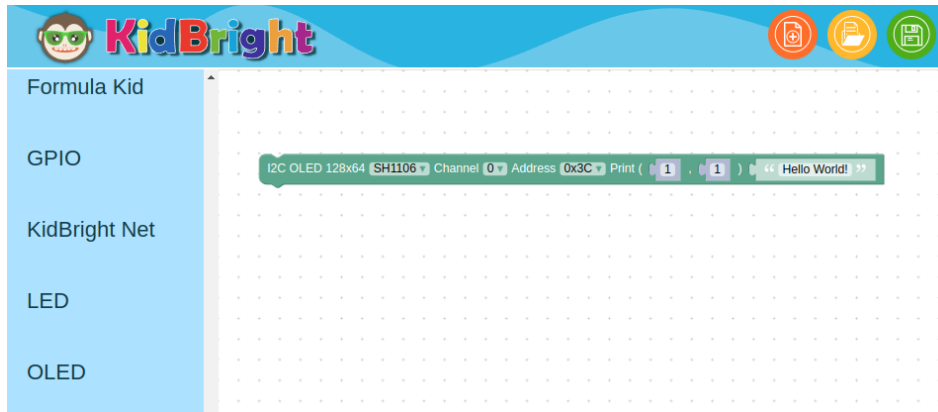 KidBright
Formula Kid
GPIO
KidBright Net
LED
OLED
I2C OLED 128x64 SH1106 Channel 0 Address 0x3C Print ( 1 , 1 ) “ Hello World! ”